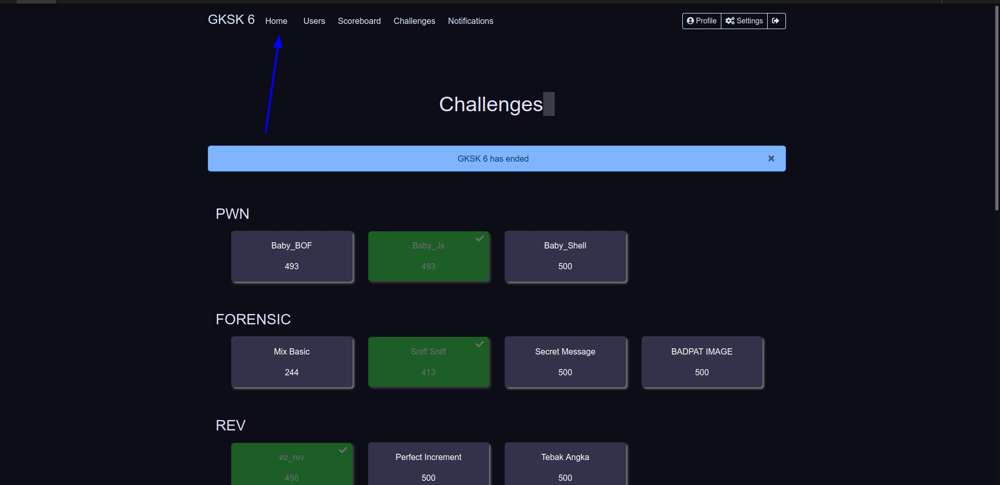 GKSK 6 Home Users Scoreboard Challenges Notifications Profile Settings
Challenges
GKSK 6 has ended
PWN
Baby_BOF Baby_Js Baby_Shell
493 493 500
FORENSIC
Mix Basic Sniff Sniff Secret Message BADPAT IMAGE
244 413 500 500
REV
ez_rev Perfect Increment Tebak Angka
456 500 500